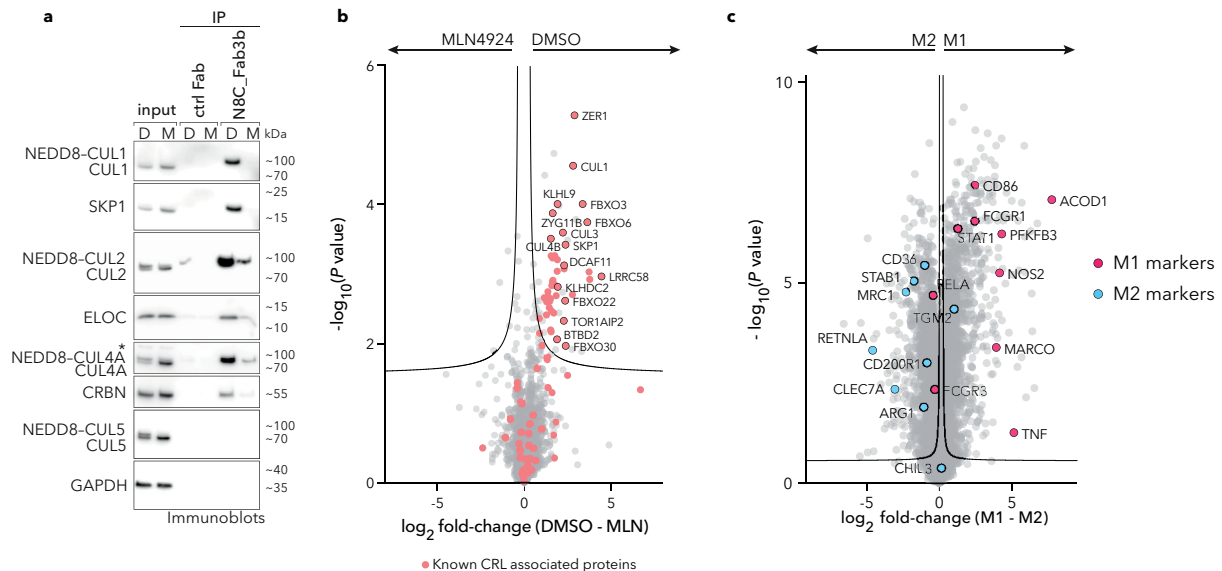 a
IP
input
ctrl Fab
N8C_Fab3b
D M D M D M kDa
NEDD8–CUL1
CUL1
~100
~70
SKP1
~25
~15
NEDD8–CUL2
CUL2
~100
~70
ELOC
~15
~10
*
NEDD8–CUL4A
CUL4A
~100
~70
CRBN
~55
NEDD8–CUL5
CUL5
~100
~70
GAPDH
~40
~35
Immunoblots
b
MLN4924 DMSO
6
4
2
0
-log10(P value)
ZER1
CUL1
KLHL9
FBXO3
ZYG11B
FBXO6
CUL3
CUL4B
SKP1
DCAF11
LRRC58
KLHDC2
FBXO22
TOR1AIP2
BTBD2
FBXO30
-5 0 5
log2 fold-change (DMSO - MLN)
Known CRL associated proteins
c
M2 M1
10
5
0
- log10(P value)
CD86
ACOD1
FCGR1
STAT1
PFKFB3
CD36
STAB1
NOS2
MRC1
RELA
TGM2
RETNLA
MARCO
CD200R1
CLEC7A
FCGR3
ARG1
TNF
CHIL3
-5 0 5
log2 fold-change (M1 - M2)
M1 markers
M2 markers